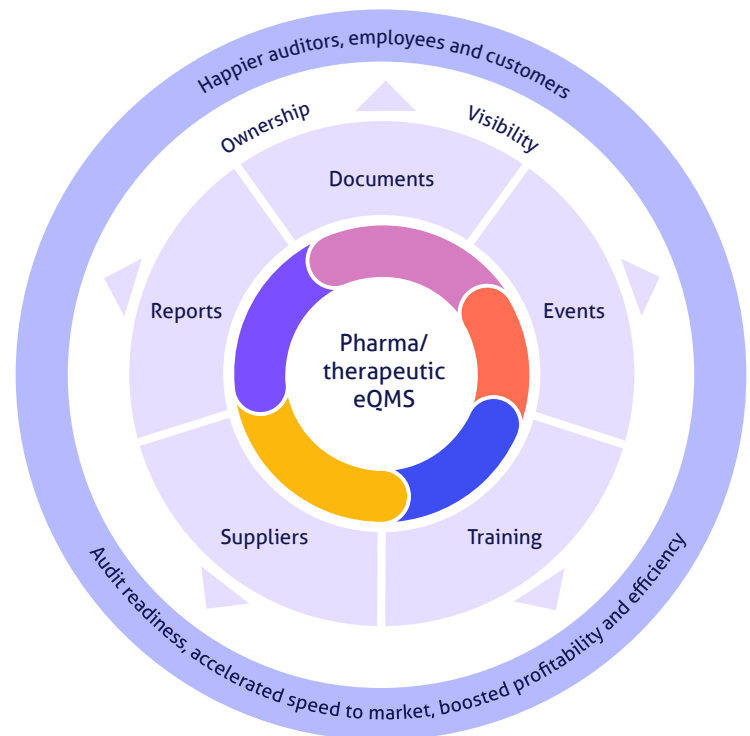 Happier auditors, employees and customers
Ownership
Visibility
Documents
Reports
Events
Pharma/
therapeutic
eQMS
Suppliers
Training
Audit readiness, accelerated speed to market, boosted profitability and efficiency